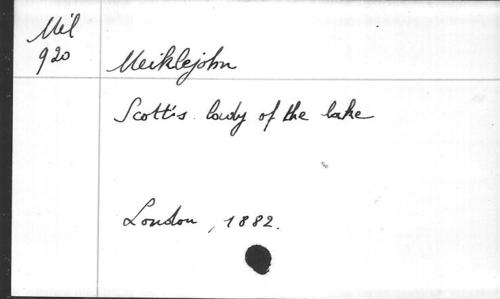 Mil
920
Meiklejohn
Scott's lady of the lake
London, 1882.